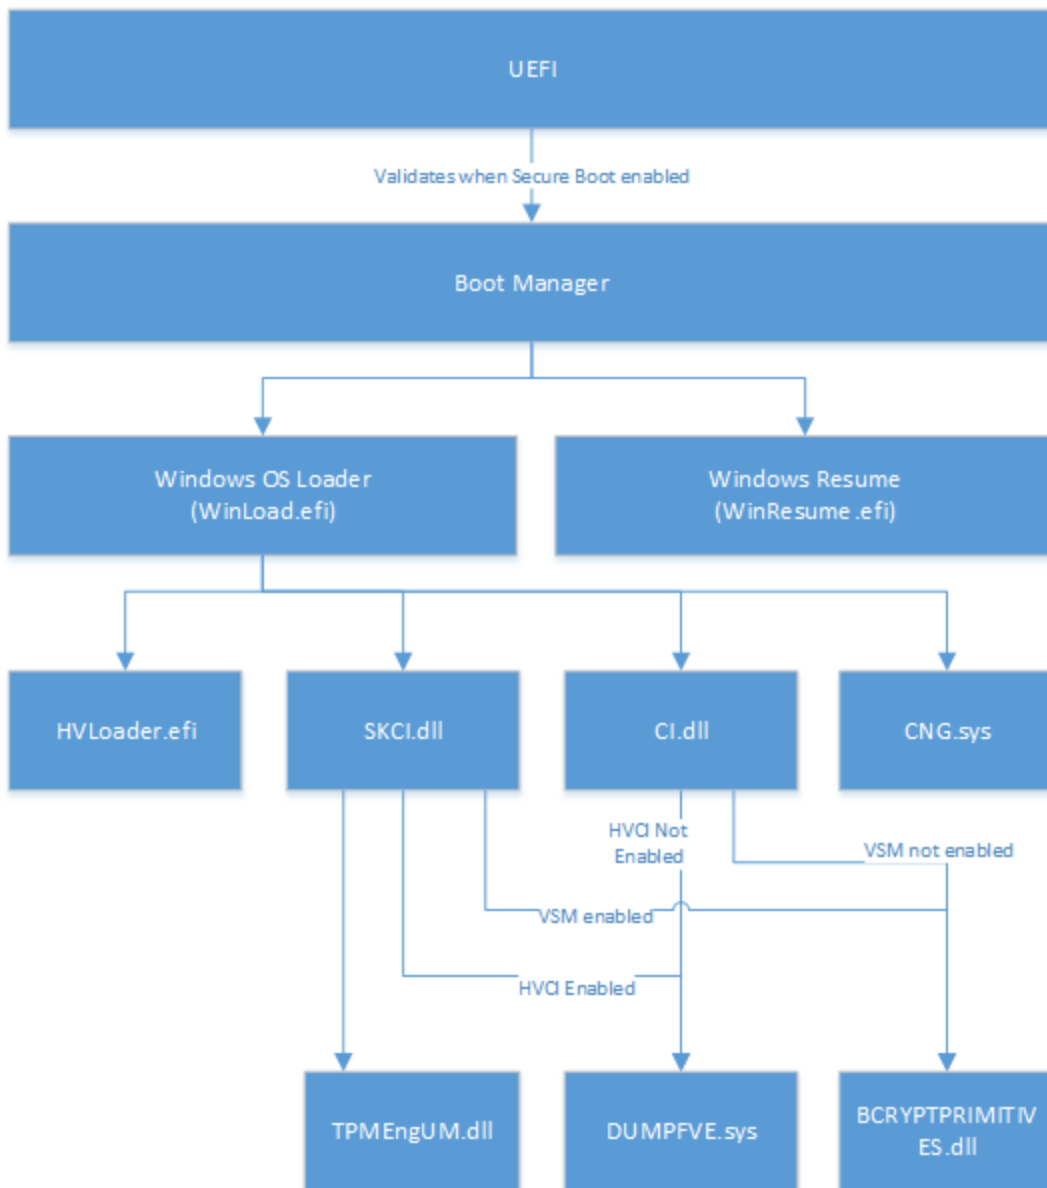 UEFI
Validates when Secure Boot enabled
Boot Manager
Windows OS Loader
(WinLoad.efi)
Windows Resume
(WinResume.efi)
HVLoader.efi
SKCI.dll
CI.dll
CNG.sys
HVCI Not
Enabled
VSM not enabled
VSM enabled
HVCI Enabled
TPMEngUM.dll
DUMPFVE.sys
BCRYPTPRIMITIV
ES.dll